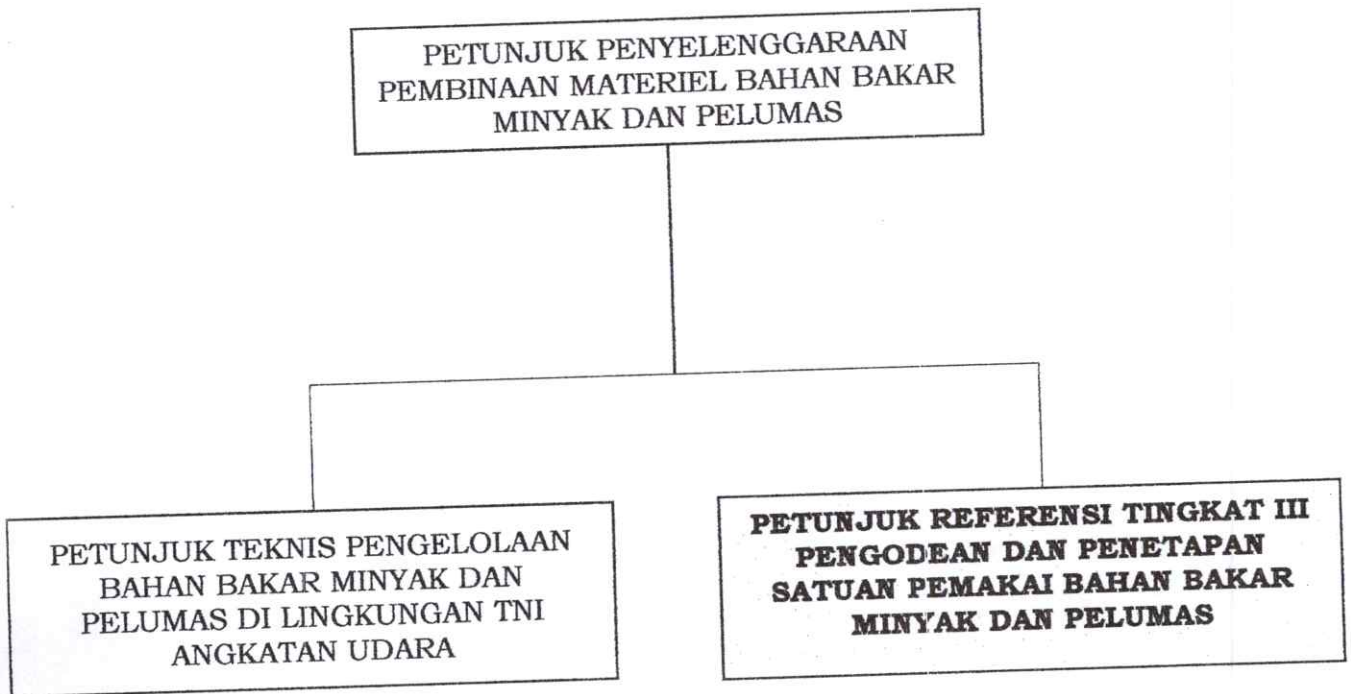 PETUNJUK PENYELENGGARAAN
PEMBINAAN MATERIEL BAHAN BAKAR
MINYAK DAN PELUMAS
PETUNJUK TEKNIS PENGELOLAAN
BAHAN BAKAR MINYAK DAN
PELUMAS DI LINGKUNGAN TNI
ANGKATAN UDARA
PETUNJUK REFERENSI TINGKAT III
PENGODEAN DAN PENETAPAN
SATUAN PEMAKAI BAHAN BAKAR
MINYAK DAN PELUMAS